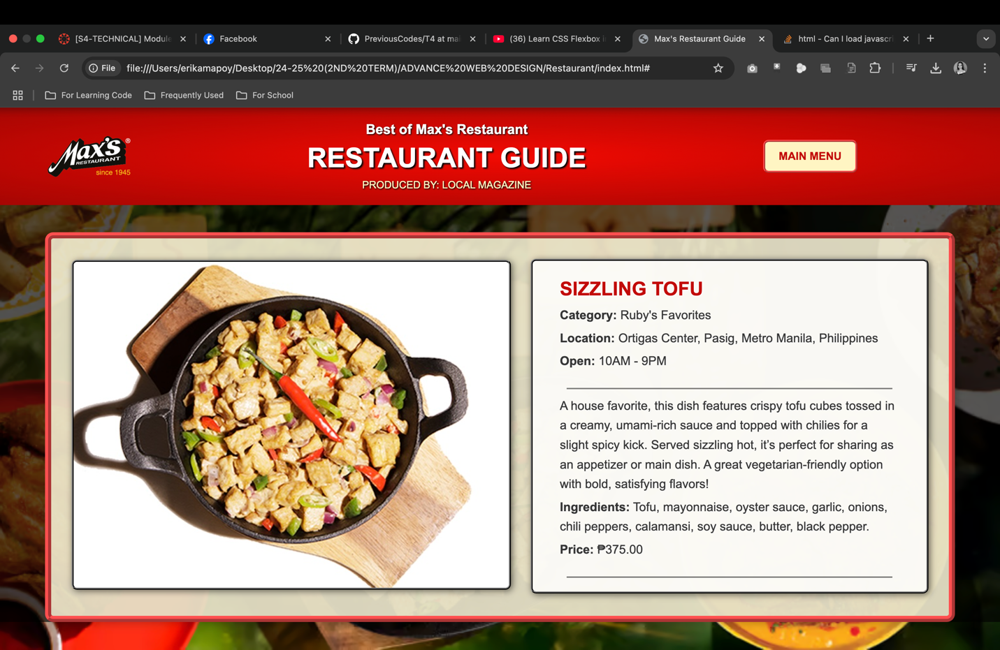 [S4-TECHNICAL] Module
Facebook
PreviousCodes/T4 at mai
(36) Learn CSS Flexbox i
Max's Restaurant Guide
html - Can I load javascri
File
file:///Users/erikamapoy/Desktop/24-25%20(2ND%20TERM)/ADVANCE%20WEB%20DESIGN/Restaurant/index.html#
For Learning Code
Frequently Used
For School
Max's®
RESTAURANT
since 1945
Best of Max's Restaurant
RESTAURANT GUIDE
PRODUCED BY: LOCAL MAGAZINE
MAIN MENU
SIZZLING TOFU
Category: Ruby's Favorites
Location: Ortigas Center, Pasig, Metro Manila, Philippines
Open: 10AM - 9PM
A house favorite, this dish features crispy tofu cubes tossed in
a creamy, umami-rich sauce and topped with chilies for a
slight spicy kick. Served sizzling hot, it’s perfect for sharing as
an appetizer or main dish. A great vegetarian-friendly option
with bold, satisfying flavors!
Ingredients: Tofu, mayonnaise, oyster sauce, garlic, onions,
chili peppers, calamansi, soy sauce, butter, black pepper.
Price: ₱375.00